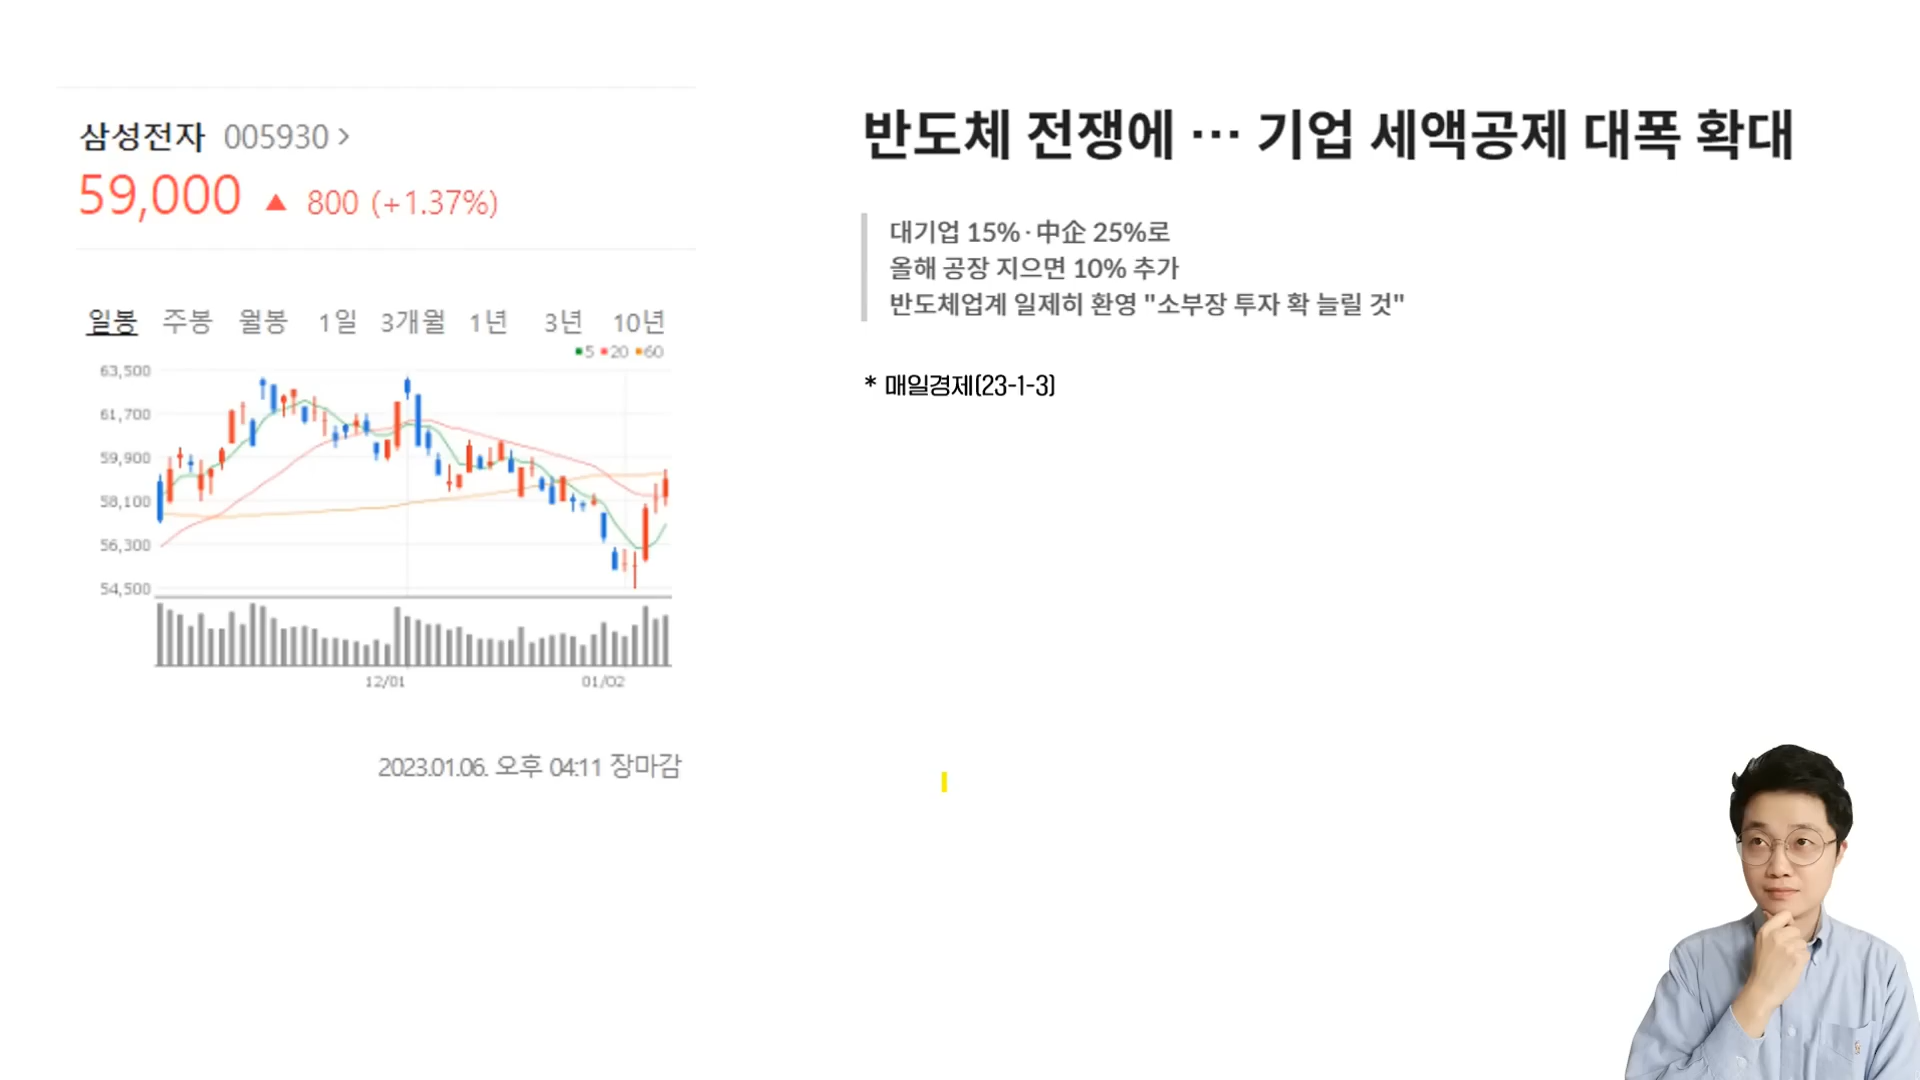 삼성전자 005930 >
59,000 ▲ 800 (+1.37%)
일봉 주봉 월봉 1일 3개월 1년 3년 10년
■5 ■20 ■60
63,500
61,700
59,900
58,100
56,300
54,500
12/01 01/02
2023.01.06. 오후 04:11 장마감
반도체 전쟁에 … 기업 세액공제 대폭 확대
대기업 15%·中企 25%로
올해 공장 지으면 10% 추가
반도체업계 일제히 환영 "소부장 투자 확 늘릴 것"
* 매일경제(23-1-3)